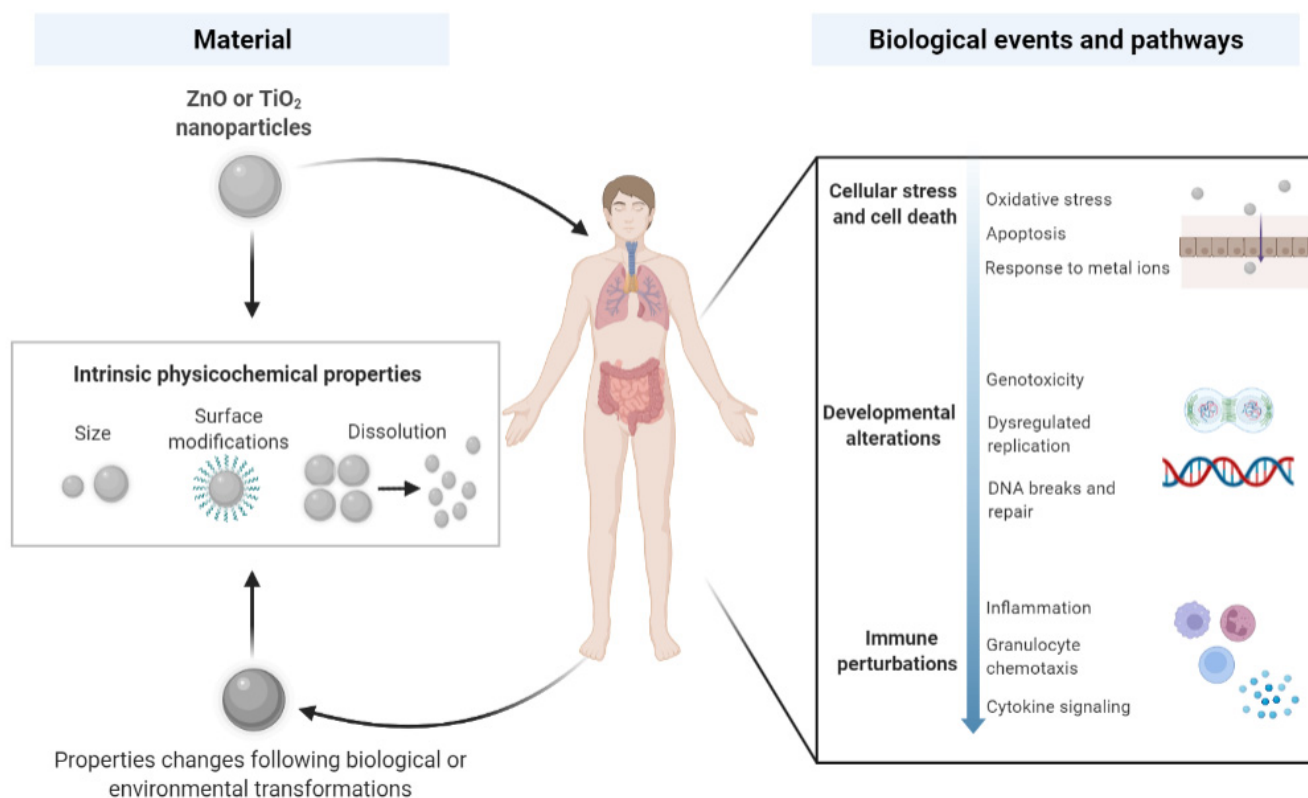 Material
ZnO or TiO₂
nanoparticles
Intrinsic physicochemical properties
Size
Surface
modifications
Dissolution
Properties changes following biological or
environmental transformations
Biological events and pathways
Cellular stress
and cell death
Oxidative stress
Apoptosis
Response to metal ions
Developmental
alterations
Genotoxicity
Dysregulated
replication
DNA breaks and
repair
Immune
perturbations
Inflammation
Granulocyte
chemotaxis
Cytokine signaling